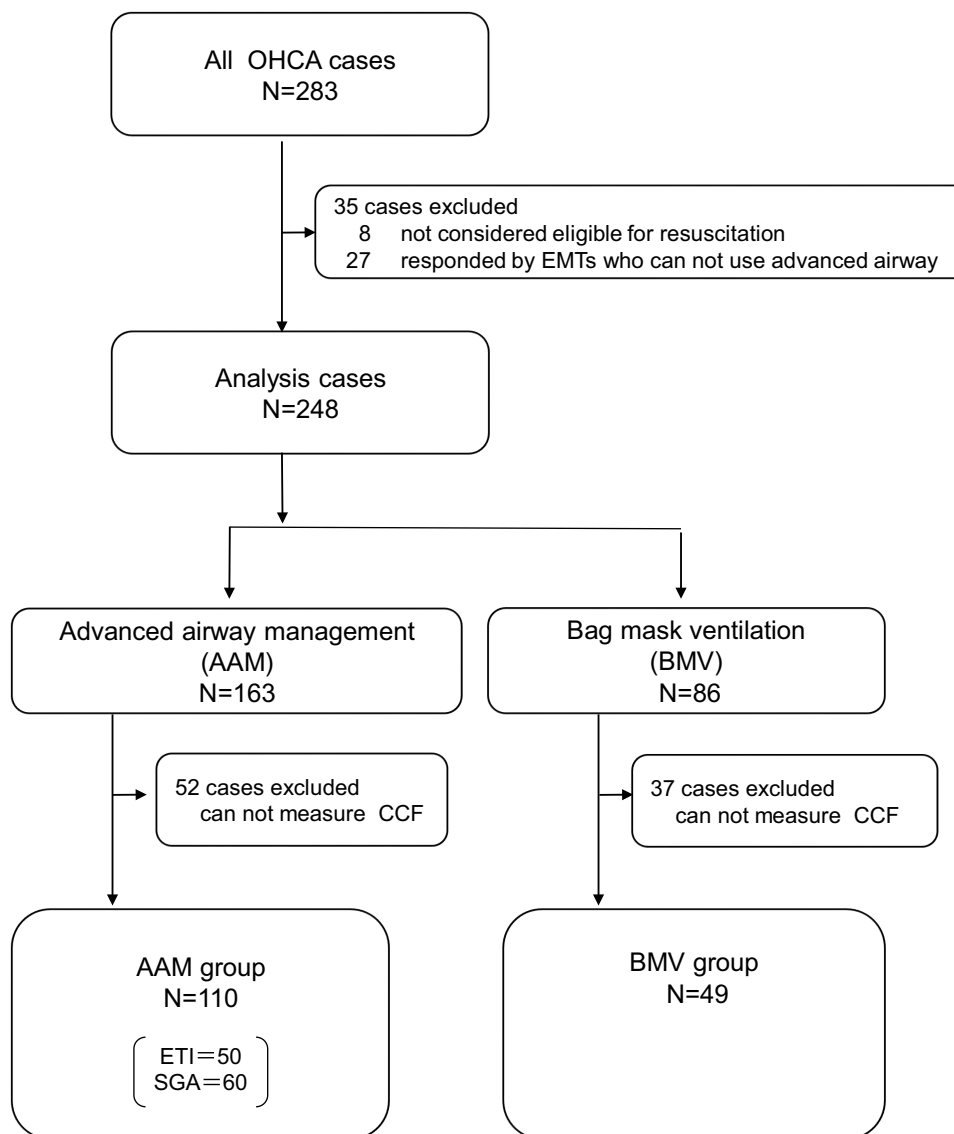 All OHCA cases
N=283
35 cases excluded
8 not considered eligible for resuscitation
27 responded by EMTs who can not use advanced airway
Analysis cases
N=248
Advanced airway management
(AAM)
N=163
Bag mask ventilation
(BMV)
N=86
52 cases excluded
can not measure CCF
37 cases excluded
can not measure CCF
AAM group
N=110
ETI=50
SGA=60
BMV group
N=49